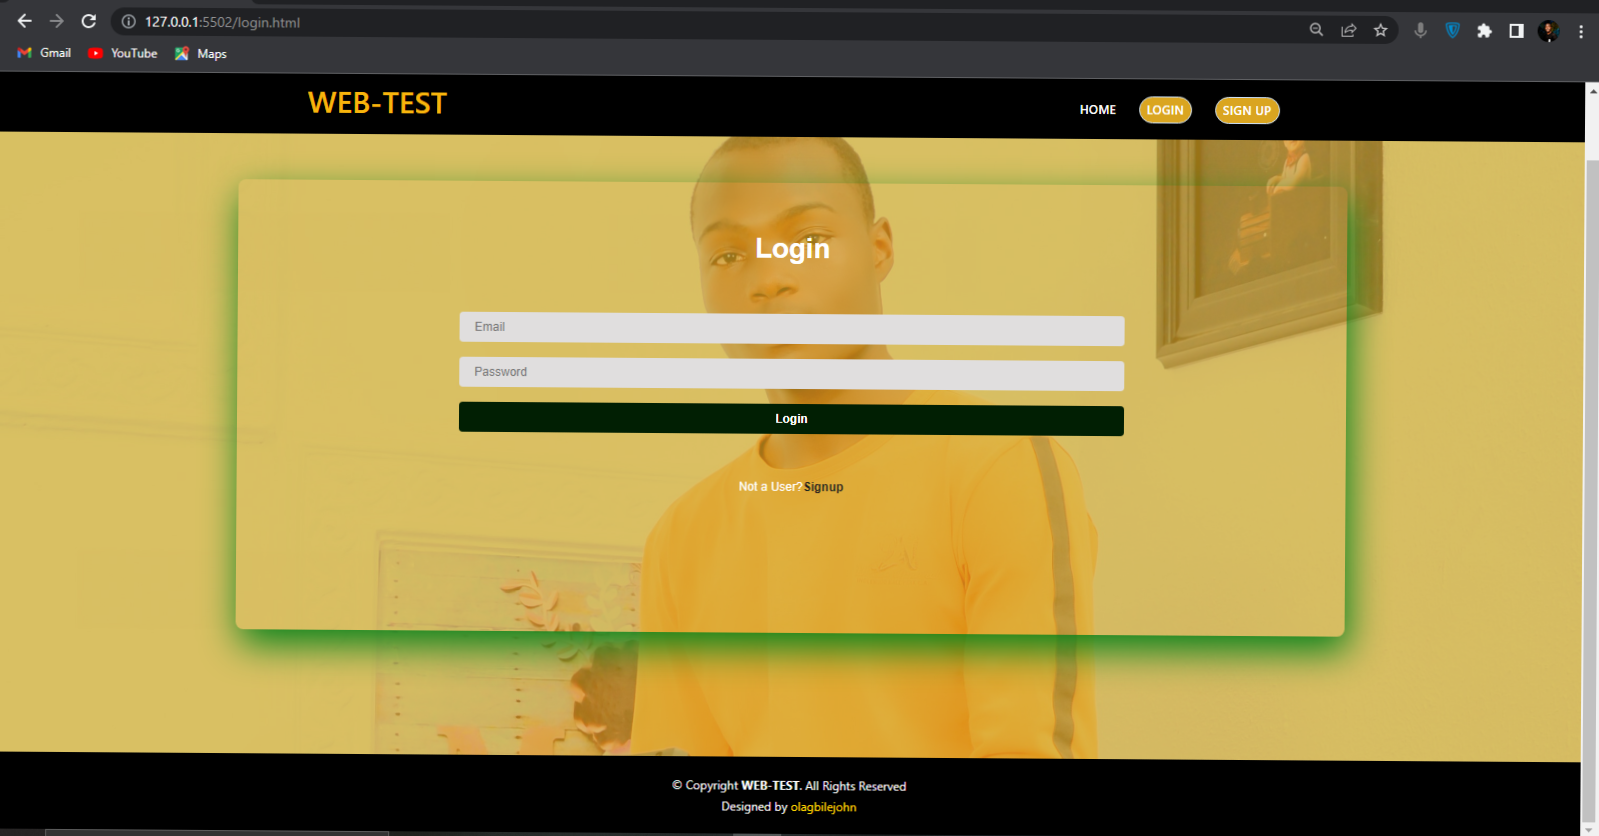 127.0.0.1:5502/login.html
Gmail YouTube Maps
WEB-TEST
HOME LOGIN SIGN UP
Login
Email
Password
Login
Not a User?Signup
© Copyright WEB-TEST. All Rights Reserved
Designed by olagbilejohn